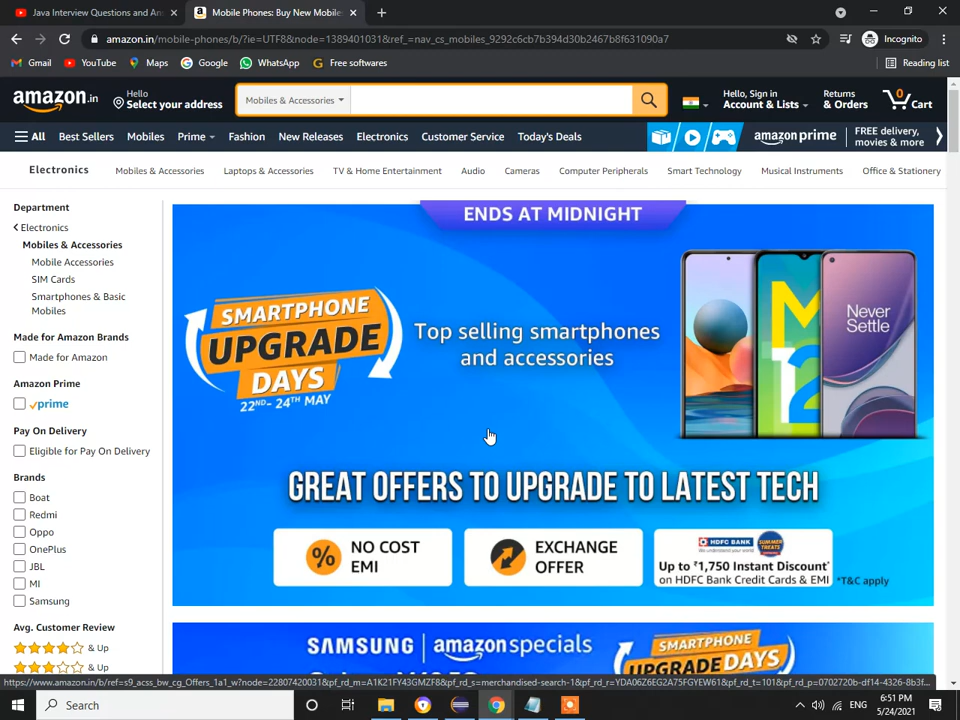 Java Interview Questions and An
Mobile Phones: Buy New Mobile
amazon.in/mobile-phones/b/?ie=UTF8&node=1389401031&ref_=nav_cs_mobiles_9292c6cb7b394d30b2467b8f631090a7
Incognito
Gmail
YouTube
Maps
Google
WhatsApp
Free softwares
Reading list
amazon.in
Hello
Select your address
Mobiles & Accessories
Hello, Sign in
Account & Lists
Returns
& Orders
0
Cart
All
Best Sellers
Mobiles
Prime
Fashion
New Releases
Electronics
Customer Service
Today's Deals
amazon prime
FREE delivery,
movies & more
Electronics
Mobiles & Accessories
Laptops & Accessories
TV & Home Entertainment
Audio
Cameras
Computer Peripherals
Smart Technology
Musical Instruments
Office & Stationery
Department
Electronics
Mobiles & Accessories
Mobile Accessories
SIM Cards
Smartphones & Basic
Mobiles
Made for Amazon Brands
Made for Amazon
Amazon Prime
prime
Pay On Delivery
Eligible for Pay On Delivery
Brands
Boat
Redmi
Oppo
OnePlus
JBL
MI
Samsung
Avg. Customer Review
& Up
& Up
ENDS AT MIDNIGHT
SMARTPHONE
UPGRADE
DAYS
22ND- 24TH MAY
Top selling smartphones
and accessories
M
12
Never
Settle
GREAT OFFERS TO UPGRADE TO LATEST TECH
%
NO COST
EMI
EXCHANGE
OFFER
HDFC BANK
We understand your world
SUMMER
TREATS
Up to ₹1,750 Instant Discount*
on HDFC Bank Credit Cards & EMI
*T&C apply
SAMSUNG | amazon specials
SMARTPHONE
UPGRADE DAYS
Search
ENG
6:51 PM
5/24/2021